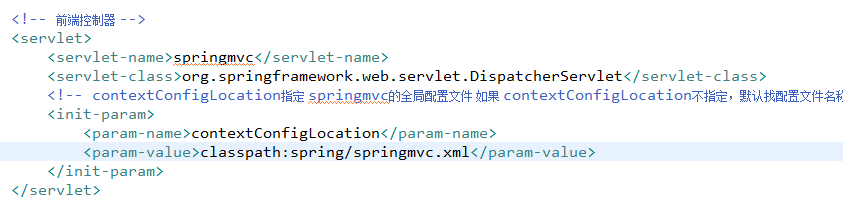 <!-- 前端控制器 -->
<servlet>
<servlet-name>springmvc</servlet-name>
<servlet-class>org.springframework.web.servlet.DispatcherServlet</servlet-class>
<!-- contextConfigLocation指定 springmvc的全局配置文件 如果 contextConfigLocation不指定，默认找配置文件名称
<init-param>
<param-name>contextConfigLocation</param-name>
<param-value>classpath:spring/springmvc.xml</param-value>
</init-param>
</servlet>